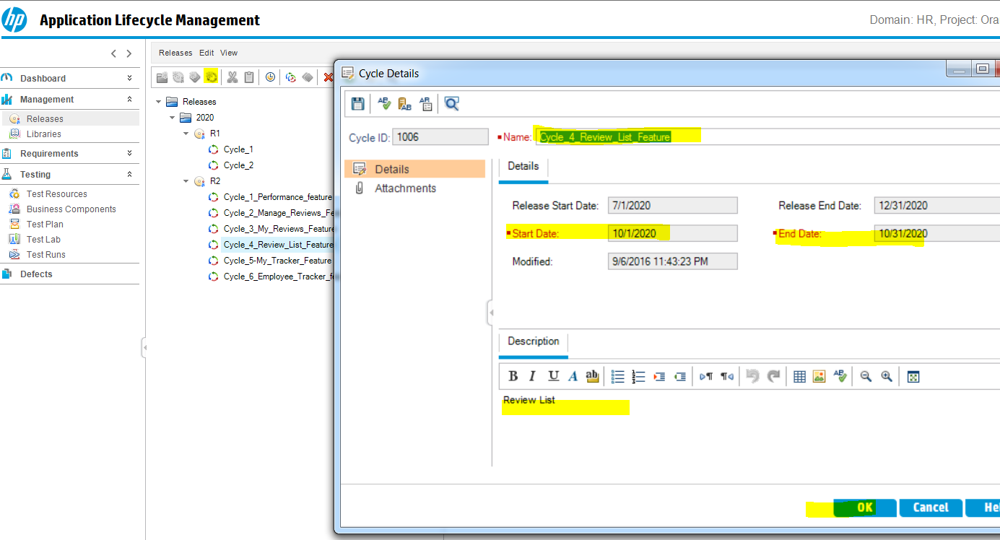 hp Application Lifecycle Management
Domain: HR, Project: Ora
Dashboard
Management
Releases
Libraries
Requirements
Testing
Test Resources
Business Components
Test Plan
Test Lab
Test Runs
Defects
Releases Edit View
Releases
2020
R1
Cycle_1
Cycle_2
R2
Cycle_1_Performance_feature
Cycle_2_Manage_Reviews_Fe
Cycle_3_My_Reviews_Feature
Cycle_4_Review_List_Feature
Cycle_5-My_Tracker_Feature
Cycle_6_Employee_Tracker_fe
Cycle Details
Cycle ID: 1006 Name: Cycle_4_Review_List_Feature
Details
Attachments
Details
Release Start Date: 7/1/2020 Release End Date: 12/31/2020
Start Date: 10/1/2020 End Date: 10/31/2020
Modified: 9/6/2016 11:43:23 PM
Description
B I U A ab
Review List
OK Cancel Hel